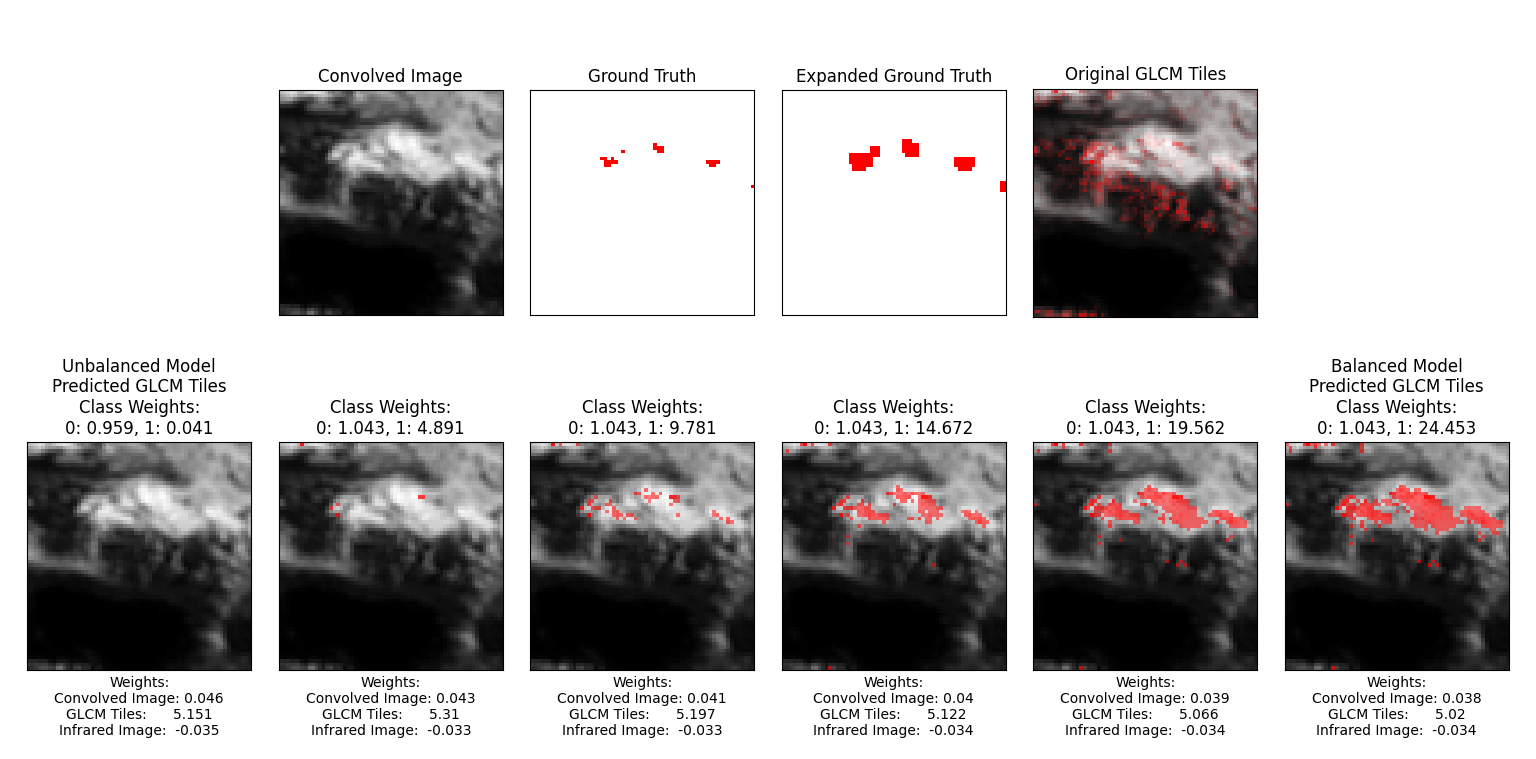 Convolved Image
Ground Truth
Expanded Ground Truth
Original GLCM Tiles
Unbalanced Model
Predicted GLCM Tiles
Class Weights:
0: 0.959, 1: 0.041
Class Weights:
0: 1.043, 1: 4.891
Class Weights:
0: 1.043, 1: 9.781
Class Weights:
0: 1.043, 1: 14.672
Class Weights:
0: 1.043, 1: 19.562
Balanced Model
Predicted GLCM Tiles
Class Weights:
0: 1.043, 1: 24.453
Weights:
Convolved Image: 0.046
GLCM Tiles: 5.151
Infrared Image: -0.035
Weights:
Convolved Image: 0.043
GLCM Tiles: 5.31
Infrared Image: -0.033
Weights:
Convolved Image: 0.041
GLCM Tiles: 5.197
Infrared Image: -0.033
Weights:
Convolved Image: 0.04
GLCM Tiles: 5.122
Infrared Image: -0.034
Weights:
Convolved Image: 0.039
GLCM Tiles: 5.066
Infrared Image: -0.034
Weights:
Convolved Image: 0.038
GLCM Tiles: 5.02
Infrared Image: -0.034